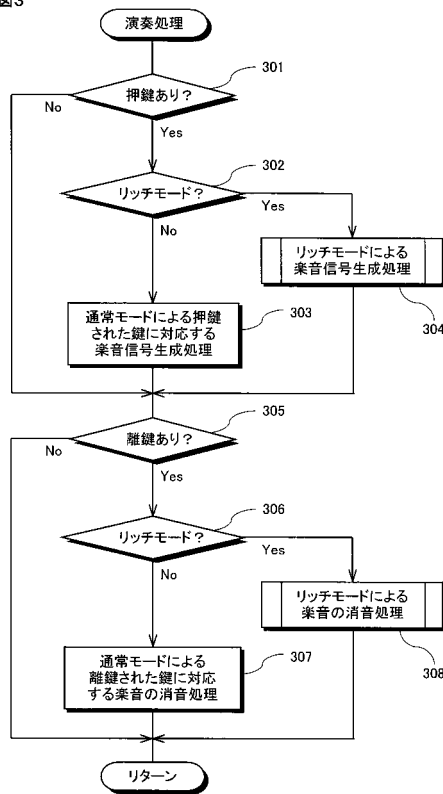 図3
演奏処理
301
押鍵あり?
No
Yes
302
リッチモード?
Yes
No
リッチモードによる
楽音信号生成処理
304
通常モードによる押鍵
された鍵に対応する
楽音信号生成処理
303
305
離鍵あり?
No
Yes
306
リッチモード?
Yes
No
リッチモードによる
楽音の消音処理
308
通常モードによる
離鍵された鍵に対応
する楽音の消音処理
307
リターン